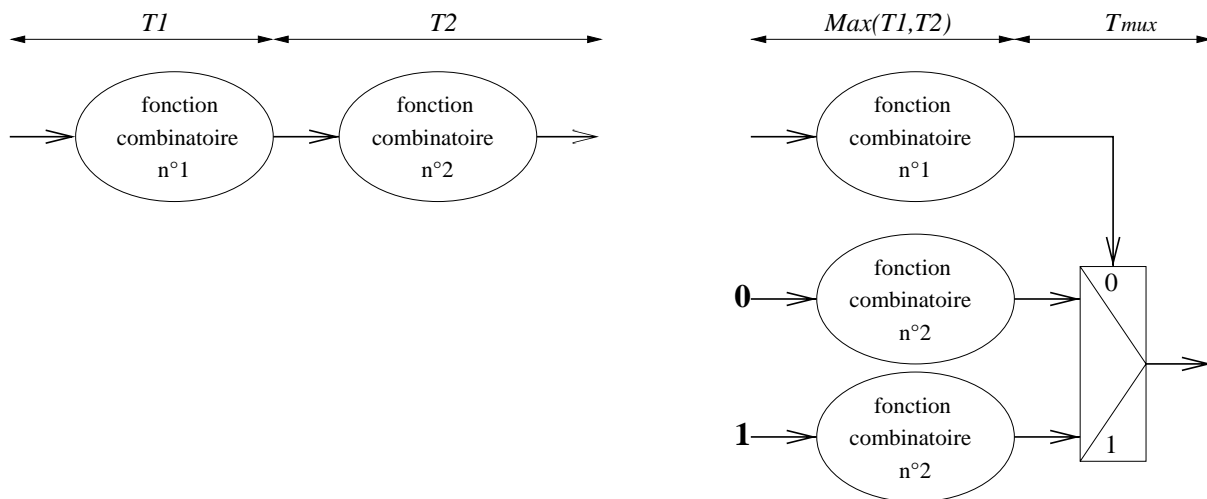 T1
T2
fonction
combinatoire
n°1
fonction
combinatoire
n°2
Max(T1,T2)
Tmux
fonction
combinatoire
n°1
0
fonction
combinatoire
n°2
0
1
fonction
combinatoire
n°2
1